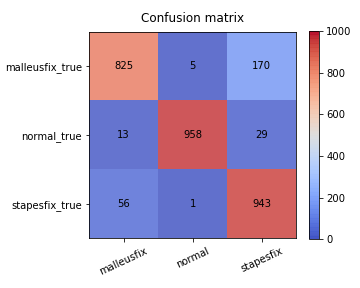 Confusion matrix
malleusfix_true 825 5 170
normal_true 13 958 29
stapesfix_true 56 1 943
malleusfix normal stapesfix
1000
800
600
400
200
0